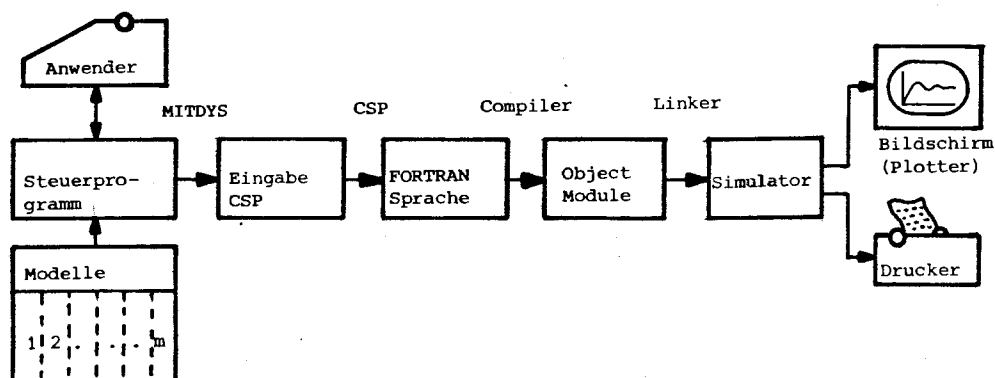 Anwender
MITDYS
CSP
Compiler
Linker
Steuerpro-
gramm
Eingabe
CSP
FORTRAN
Sprache
Object
Module
Simulator
Bildschirm
(Plotter)
Drucker
Modelle
1 2 . . . . m